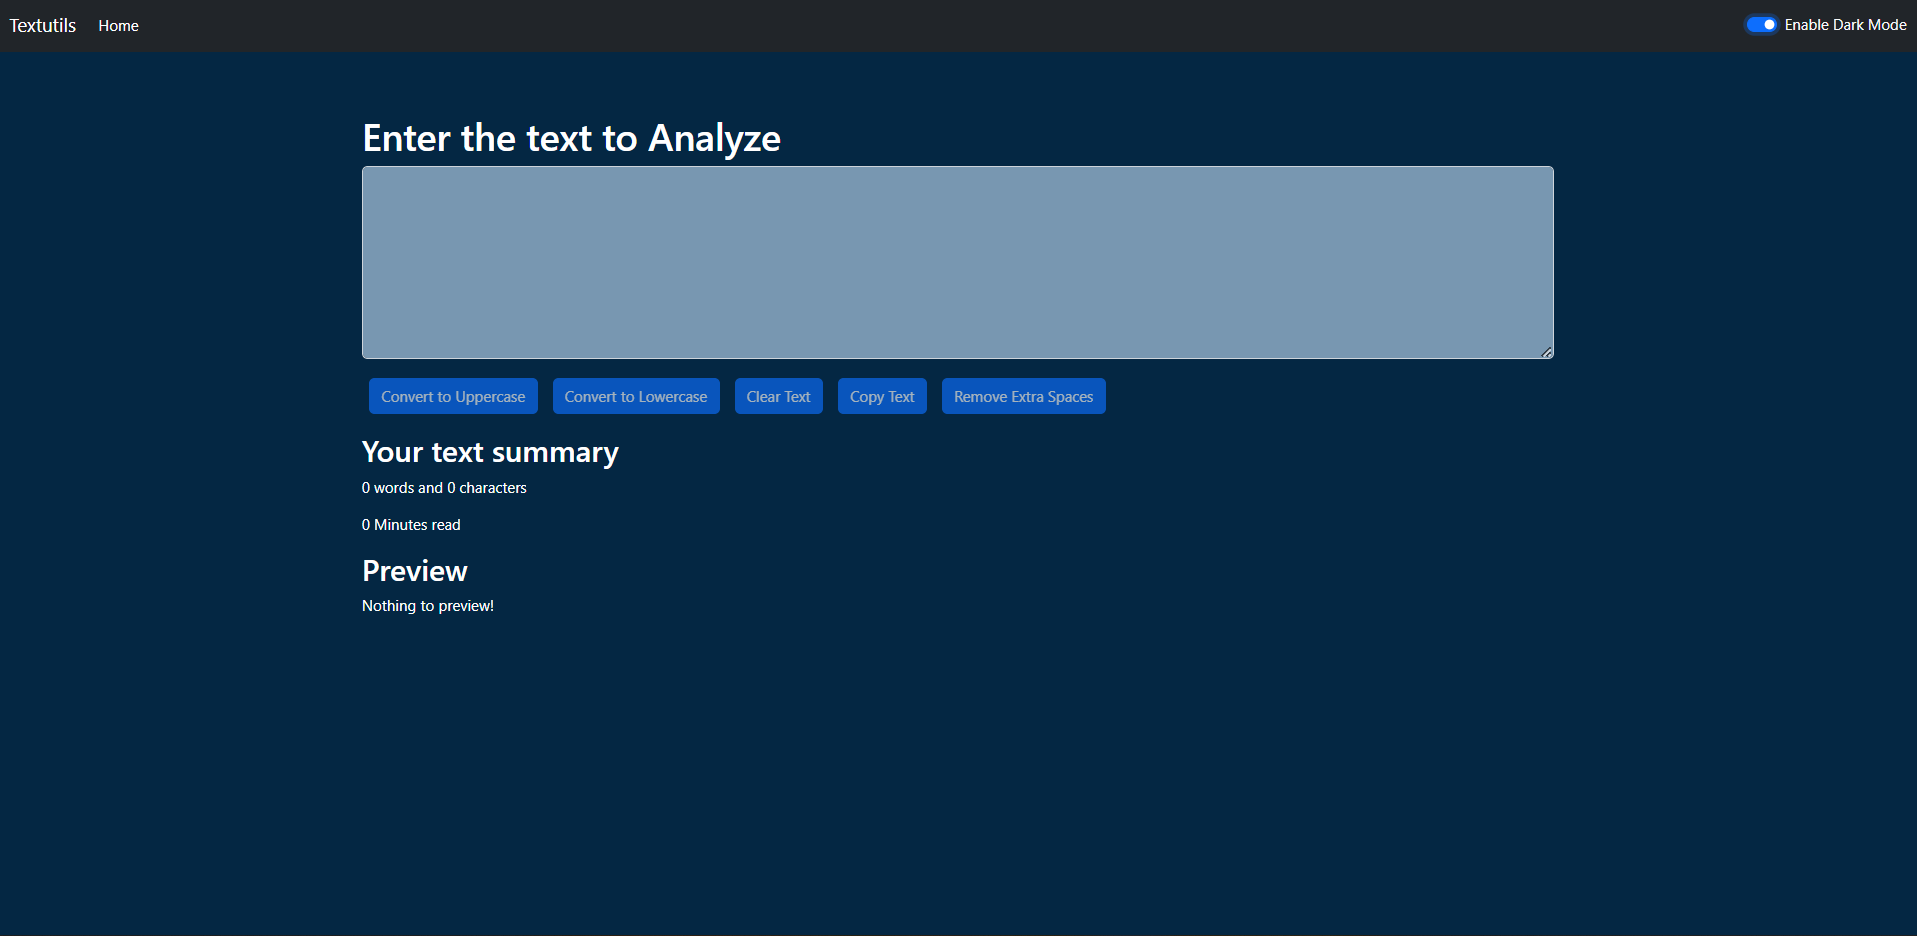 Textutils Home Enable Dark Mode
Enter the text to Analyze
Convert to Uppercase Convert to Lowercase Clear Text Copy Text Remove Extra Spaces
Your text summary
0 words and 0 characters
0 Minutes read
Preview
Nothing to preview!